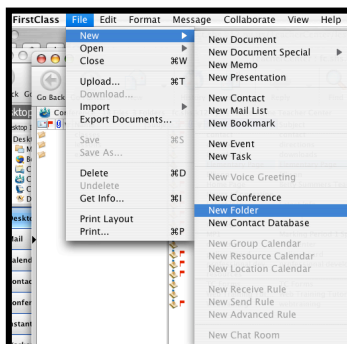 FirstClass File Edit Format Message Collaborate View Help
New
Open
Close ⌘W
Upload... ⌘T
Download...
Import
Export Documents...
Save ⌘S
Save As...
Delete ⌘D
Undelete
Get Info... ⌘I
Print Layout
Print... ⌘P
New Document
New Document Special
New Memo
New Presentation
New Contact
New Mail List
New Bookmark
New Event
New Task
New Voice Greeting
New Conference
New Folder
New Contact Database
New Group Calendar
New Resource Calendar
New Location Calendar
New Receive Rule
New Send Rule
New Advanced Rule
New Chat Room
Go Back